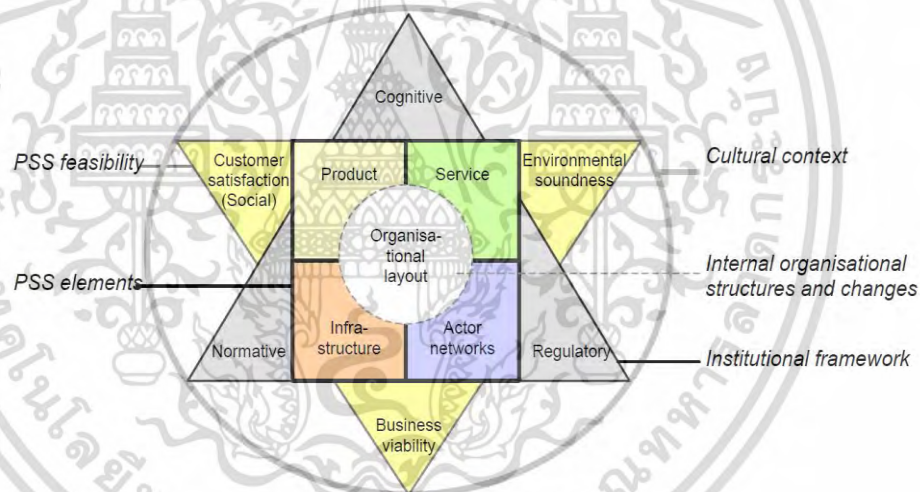 Cognitive
PSS feasibility
Customer
satisfaction
(Social)
Product
Service
Environmental
soundness
Cultural context
Organisa-
tional
layout
Internal organisational
structures and changes
PSS elements
Infra-
structure
Actor
networks
Normative
Regulatory
Institutional framework
Business
viability